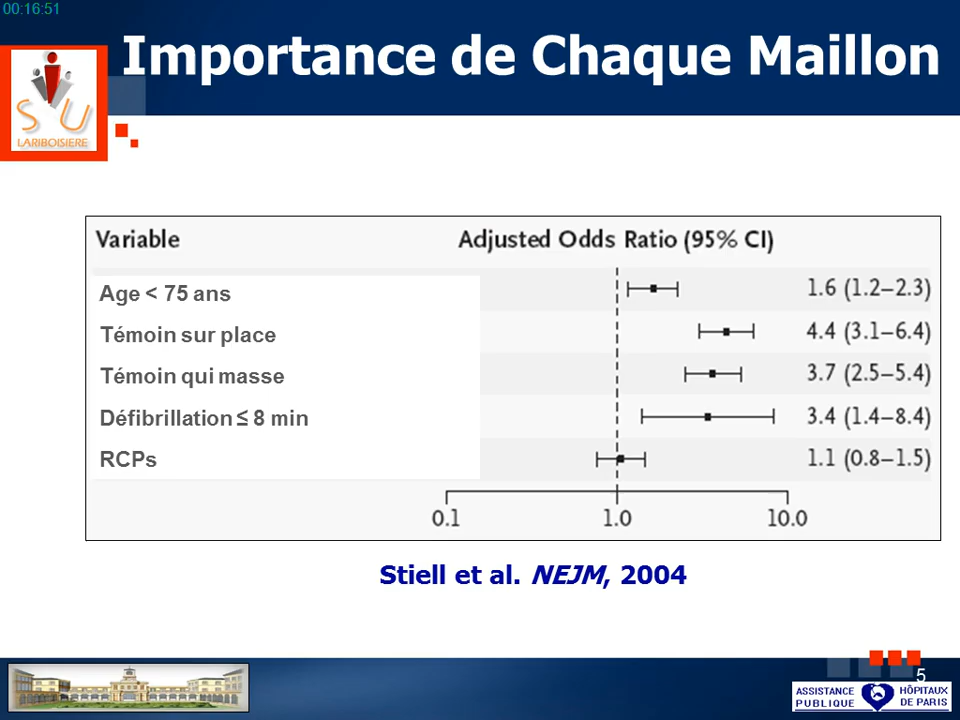 00:16:51
Importance de Chaque Maillon
S U
LARIBOISIERE
Variable Adjusted Odds Ratio (95% CI)
Age < 75 ans 1.6 (1.2–2.3)
Témoin sur place 4.4 (3.1–6.4)
Témoin qui masse 3.7 (2.5–5.4)
Défibrillation ≤ 8 min 3.4 (1.4–8.4)
RCPs 1.1 (0.8–1.5)
0.1 1.0 10.0
Stiell et al. NEJM, 2004
5
ASSISTANCE HÔPITAUX
PUBLIQUE DE PARIS